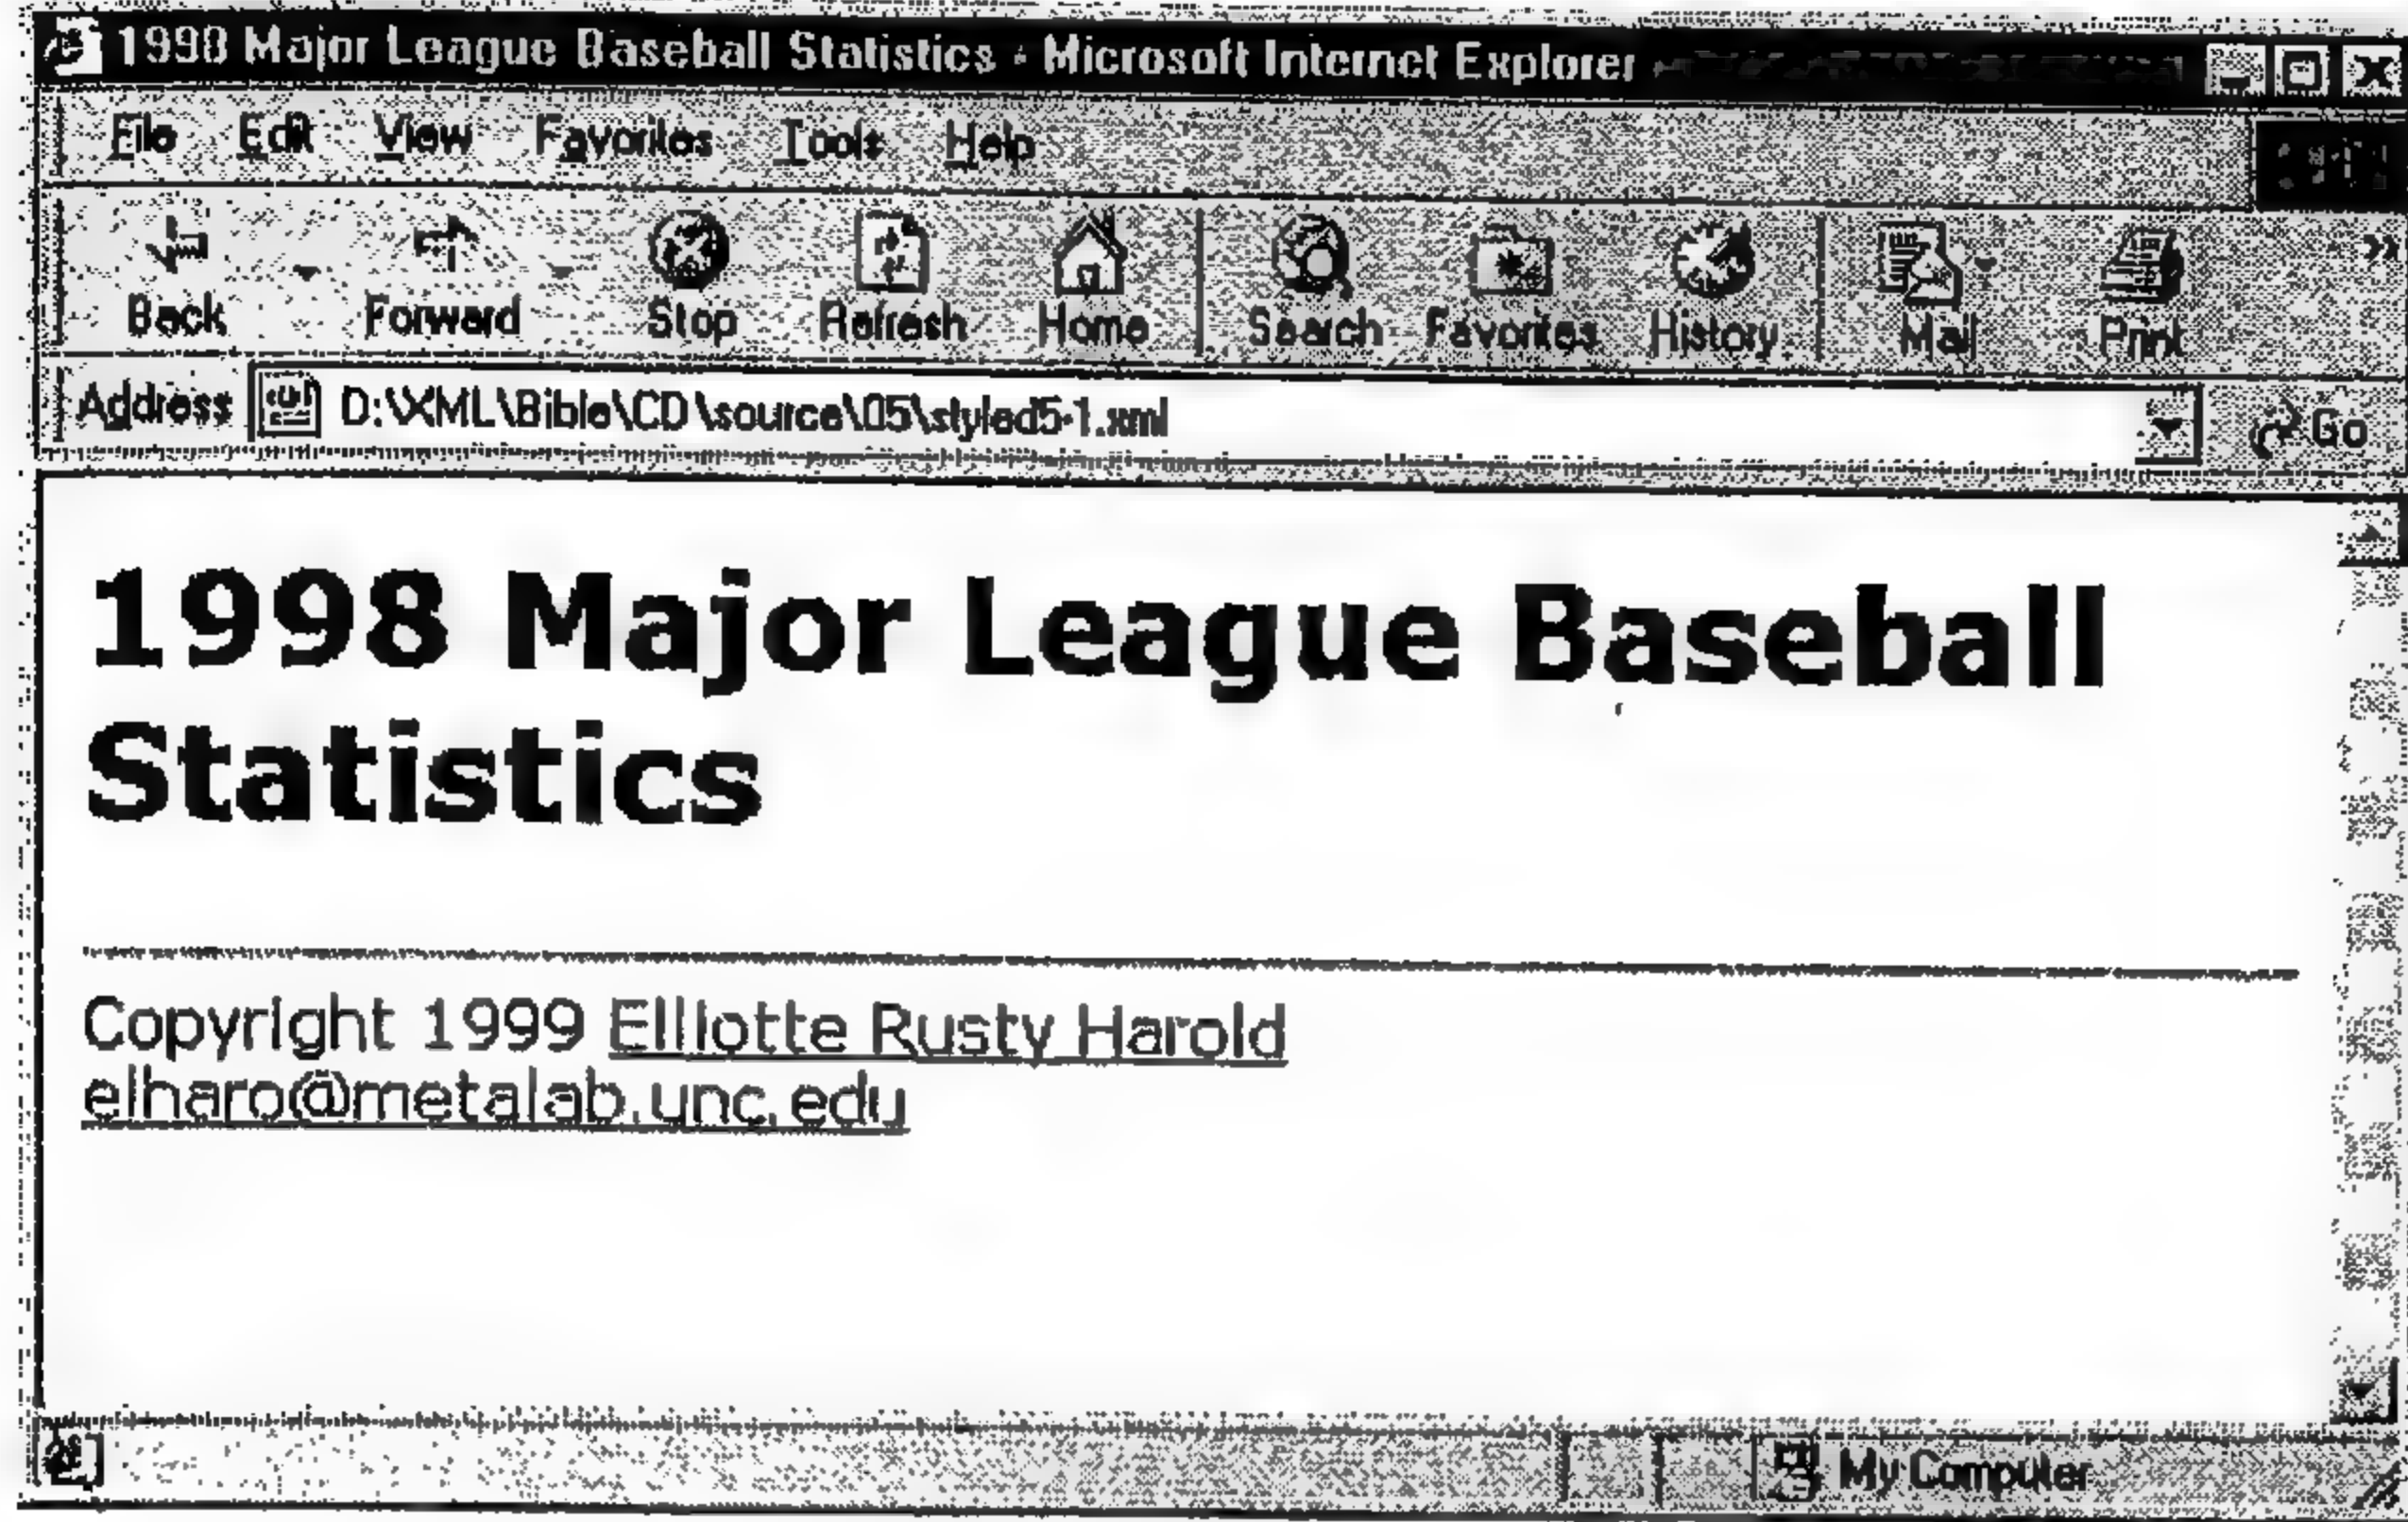 1998 Major League Baseball Statistics - Microsoft Internet Explorer
File Edit View Favorites Tools Help
Back Forward Stop Refresh Home Search Favorites History Mail Print »
Address D:\XML\Bible\CD\source\05\styled5-1.xml Go
1998 Major League Baseball
Statistics
Copyright 1999 Elliotte Rusty Harold
elharo@metalab.unc.edu
My Computer